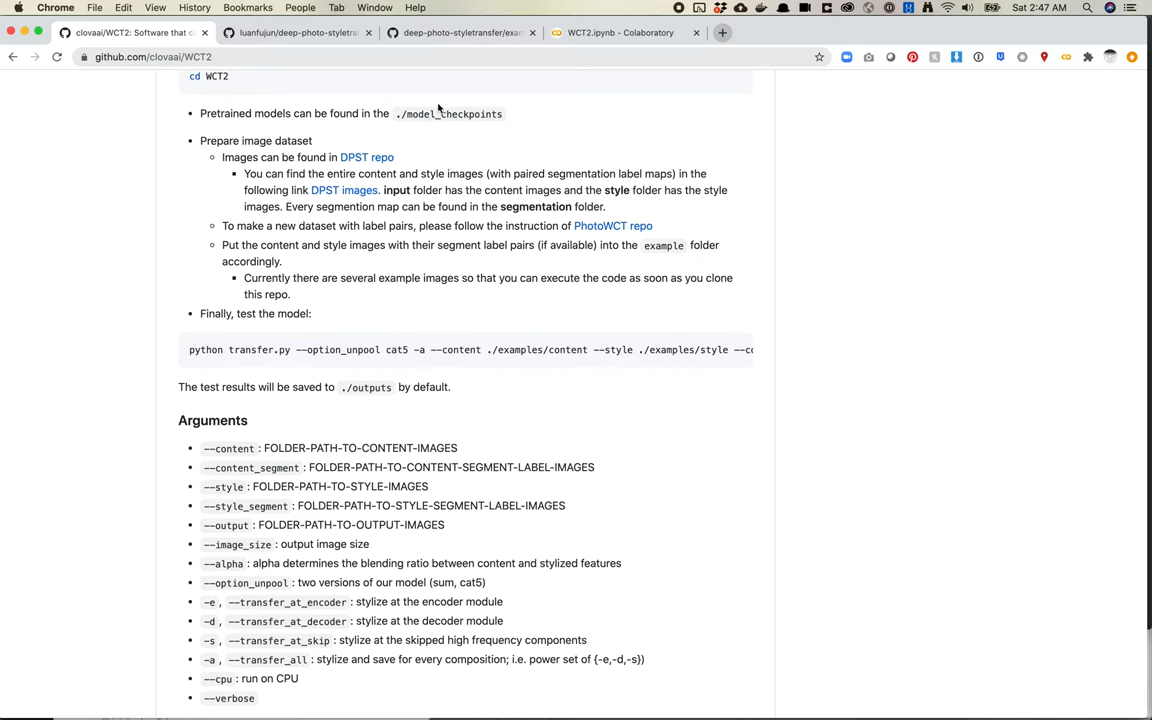 Chrome File Edit View History Bookmarks People Tab Window Help Sat 2:47 AM
clovaai/WCT2: Software that c luanfujun/deep-photo-styletra deep-photo-styletransfer/exa WCT2.ipynb - Colaboratory
github.com/clovaai/WCT2
cd WCT2
Pretrained models can be found in the ./model_checkpoints
Prepare image dataset
Images can be found in DPST repo
You can find the entire content and style images (with paired segmentation label maps) in the
following link DPST images. input folder has the content images and the style folder has the style
images. Every segmention map can be found in the segmentation folder.
To make a new dataset with label pairs, please follow the instruction of PhotoWCT repo
Put the content and style images with their segment label pairs (if available) into the example folder
accordingly.
Currently there are several example images so that you can execute the code as soon as you clone
this repo.
Finally, test the model:
python transfer.py --option_unpool cat5 -a --content ./examples/content --style ./examples/style --co
The test results will be saved to ./outputs by default.
Arguments
--content : FOLDER-PATH-TO-CONTENT-IMAGES
--content_segment : FOLDER-PATH-TO-CONTENT-SEGMENT-LABEL-IMAGES
--style : FOLDER-PATH-TO-STYLE-IMAGES
--style_segment : FOLDER-PATH-TO-STYLE-SEGMENT-LABEL-IMAGES
--output : FOLDER-PATH-TO-OUTPUT-IMAGES
--image_size : output image size
--alpha : alpha determines the blending ratio between content and stylized features
--option_unpool : two versions of our model (sum, cat5)
-e , --transfer_at_encoder : stylize at the encoder module
-d , --transfer_at_decoder : stylize at the decoder module
-s , --transfer_at_skip : stylize at the skipped high frequency components
-a , --transfer_all : stylize and save for every composition; i.e. power set of {-e,-d,-s})
--cpu : run on CPU
--verbose